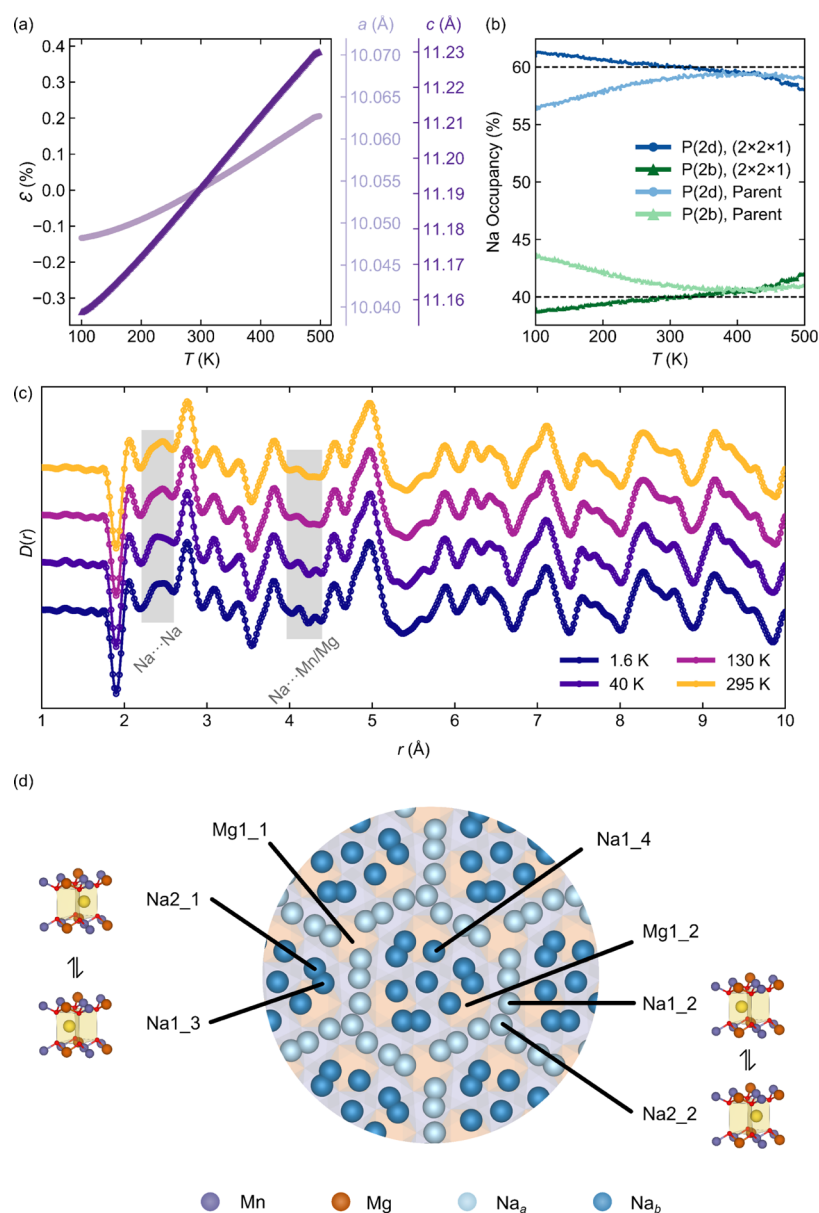 (a)
a (Å)
c (Å)
0.4
0.3
0.2
0.1
0.0
−0.1
−0.2
−0.3
ε (%)
100
200
300
400
500
T (K)
10.070
10.065
10.060
10.055
10.050
10.045
10.040
11.23
11.22
11.21
11.20
11.19
11.18
11.17
11.16
(b)
60
55
50
45
40
Na Occupancy (%)
P(2d), (2×2×1)
P(2b), (2×2×1)
P(2d), Parent
P(2b), Parent
100
200
300
400
500
T (K)
(c)
D(r)
Na···Na
Na···Mn/Mg
1.6 K
40 K
130 K
295 K
1
2
3
4
5
6
7
8
9
10
r (Å)
(d)
Mg1_1
Na2_1
Na1_3
Na1_4
Mg1_2
Na1_2
Na2_2
⇌
⇌
Mn
Mg
Naa
Nab